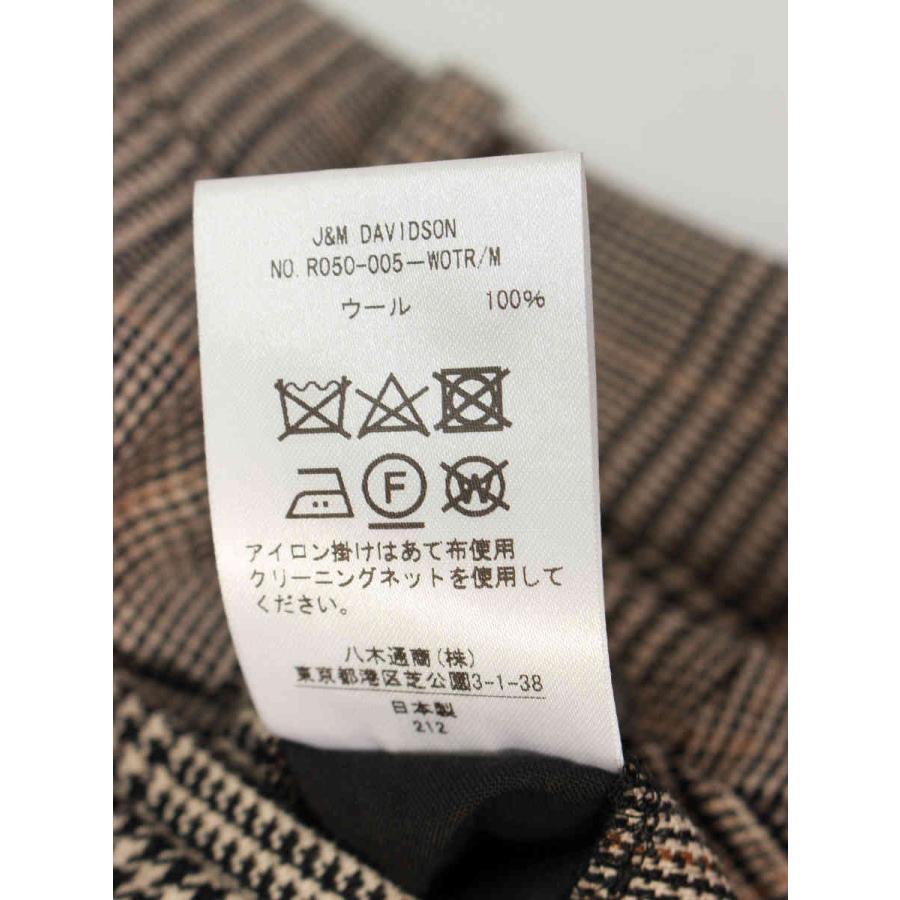 J&M DAVIDSON
NO.R050-005-WOTR/M
ウール 100%
F W
アイロン掛けはあて布使用
クリーニングネットを使用して
ください。
八木通商(株)
東京都港区芝公園3-1-38
日本製
212